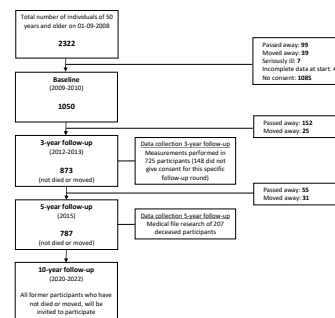 Total number of individuals of 50
years and older on 01-09-2008
2322
Passed away: 99
Moved away: 39
Seriously ill: 7
Incomplete data at start: 4
No consent: 1085
Baseline
(2009-2010)
1050
Passed away: 152
Moved away: 25
3-year follow-up
(2012-2013)
873
(not died or moved)
Data collection 3-year follow-up
Measurements performed in
725 participants (148 did not
give consent for this specific
follow-up round)
Passed away: 55
Moved away: 31
5-year follow-up
(2015)
787
(not died or moved)
Data collection 5-year follow-up
Medical file research of 207
deceased participants
10-year follow-up
(2020-2022)
All former participants who have
not died or moved, will be
invited to participate